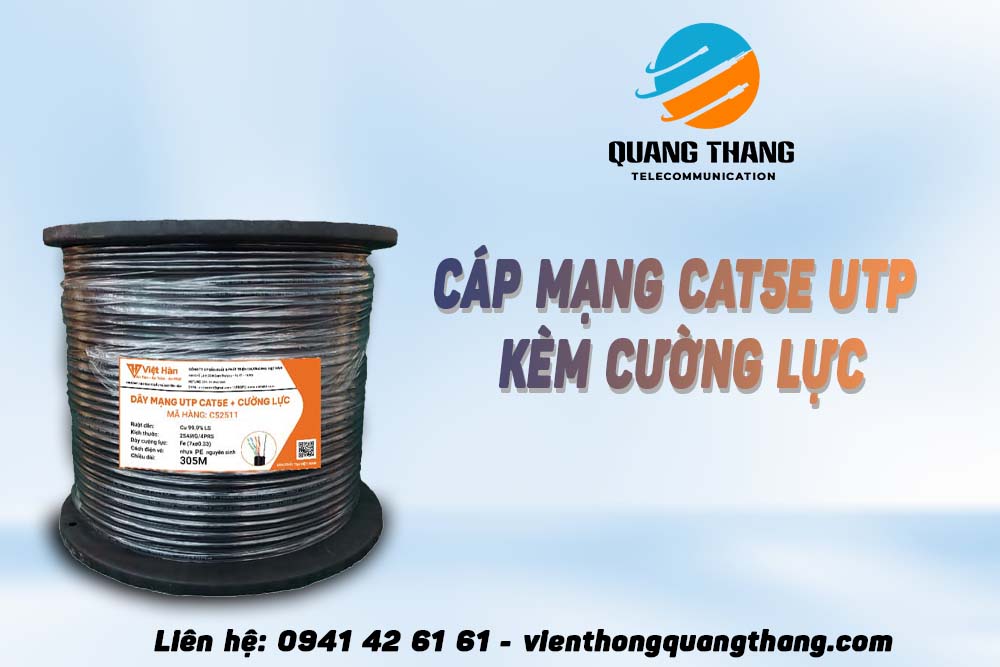 QUANG THANG
TELECOMMUNICATION
CÁP MẠNG CAT5E UTP
KÈM CƯỜNG LỰC
Việt Hàn
DÂY MẠNG UTP CAT5E + CƯỜNG LỰC
MÃ HÀNG: C52511
Ruột dẫn: Cu 99,9% LS
Kích thước: 25AWG/4PRS
Dây cường lực: Fe (7xø0.33)
Cách điện vỏ: nhựa PE nguyên sinh
Chiều dài: 305M
Liên hệ: 0941 42 61 61 - vienthongquangthang.com